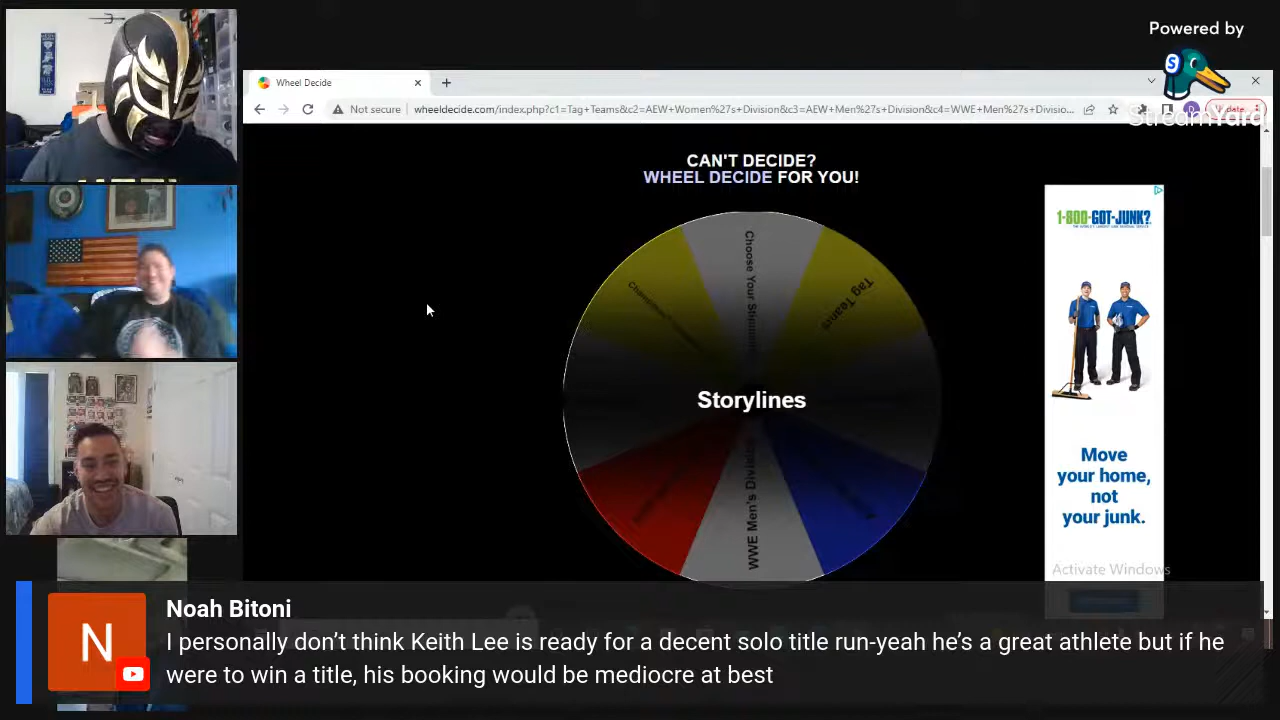 Powered by
StreamYard
Wheel Decide
Not secure
wheeldecide.com/index.php?c1=Tag+Teams&c2=AEW+Women%27s+Division&c3=AEW+Men%27s+Division&c4=WWE+Men%27s+Divisio...
CAN'T DECIDE?
WHEEL DECIDE FOR YOU!
Tag Teams
WWE Men's Division
Storylines
1-800-GOT-JUNK?
Move
your home,
not
your junk.
Activate Windows
N
Noah Bitoni
I personally don’t think Keith Lee is ready for a decent solo title run-yeah he’s a great athlete but if he
were to win a title, his booking would be mediocre at best